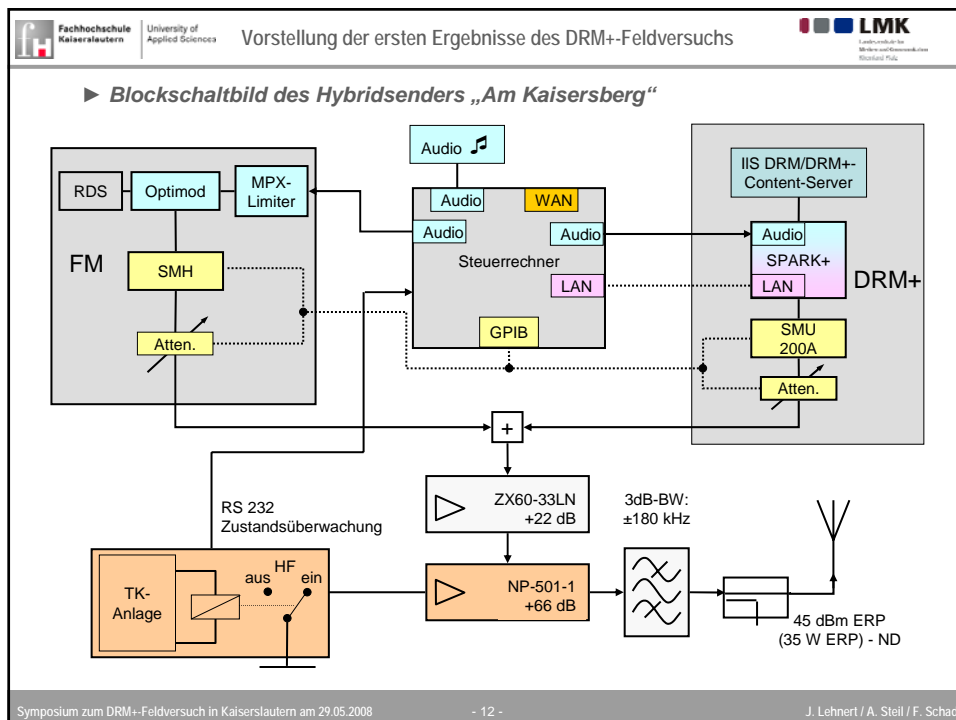 Fachhochschule
Kaiserslautern
University of
Applied Sciences
Vorstellung der ersten Ergebnisse des DRM+-Feldversuchs
LMK
► Blockschaltbild des Hybridsenders „Am Kaisersberg“
Audio ♫
IIS DRM/DRM+-
Content-Server
RDS
Optimod
MPX-
Limiter
Audio
WAN
Audio
Audio
Audio
FM
SMH
Steuerrechner
SPARK+
DRM+
LAN
LAN
GPIB
SMU
200A
Atten.
Atten.
+
RS 232
Zustandsüberwachung
ZX60-33LN
+22 dB
3dB-BW:
±180 kHz
TK-
Anlage
HF
aus
ein
NP-501-1
+66 dB
45 dBm ERP
(35 W ERP) - ND
Symposium zum DRM+-Feldversuch in Kaiserslautern am 29.05.2008
- 12 -
J. Lehnert / A. Steil / F. Schad